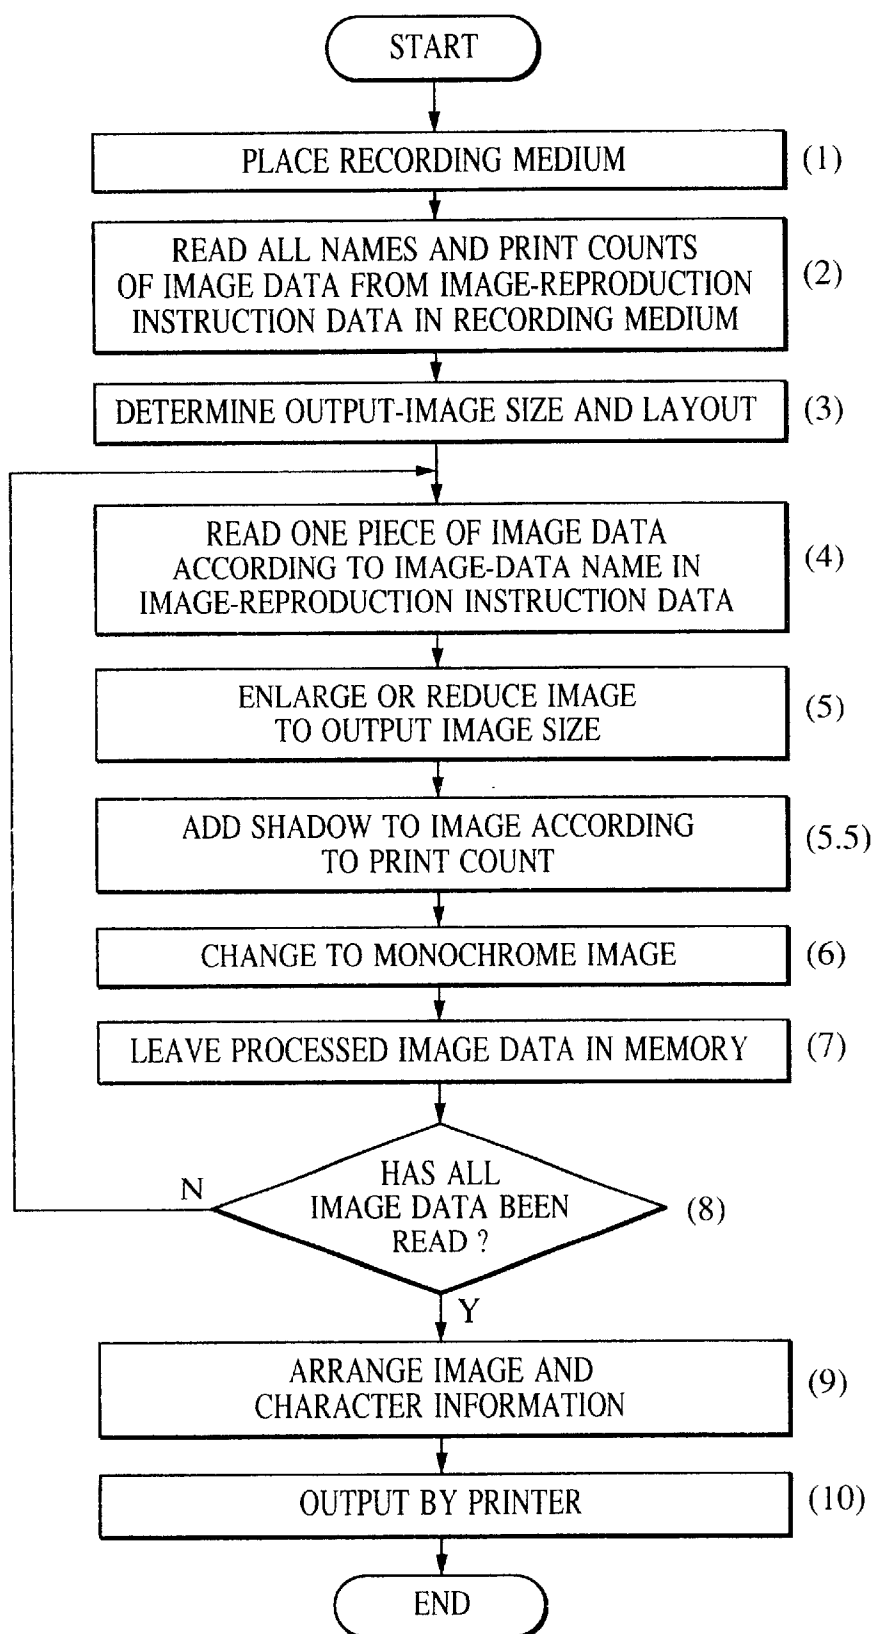 START
PLACE RECORDING MEDIUM (1)
READ ALL NAMES AND PRINT COUNTS
OF IMAGE DATA FROM IMAGE-REPRODUCTION
INSTRUCTION DATA IN RECORDING MEDIUM
(2)
DETERMINE OUTPUT-IMAGE SIZE AND LAYOUT (3)
READ ONE PIECE OF IMAGE DATA
ACCORDING TO IMAGE-DATA NAME IN
IMAGE-REPRODUCTION INSTRUCTION DATA
(4)
ENLARGE OR REDUCE IMAGE
TO OUTPUT IMAGE SIZE
(5)
ADD SHADOW TO IMAGE ACCORDING
TO PRINT COUNT
(5.5)
CHANGE TO MONOCHROME IMAGE (6)
LEAVE PROCESSED IMAGE DATA IN MEMORY (7)
HAS ALL
IMAGE DATA BEEN
READ ?
(8)
N
Y
ARRANGE IMAGE AND
CHARACTER INFORMATION
(9)
OUTPUT BY PRINTER (10)
END